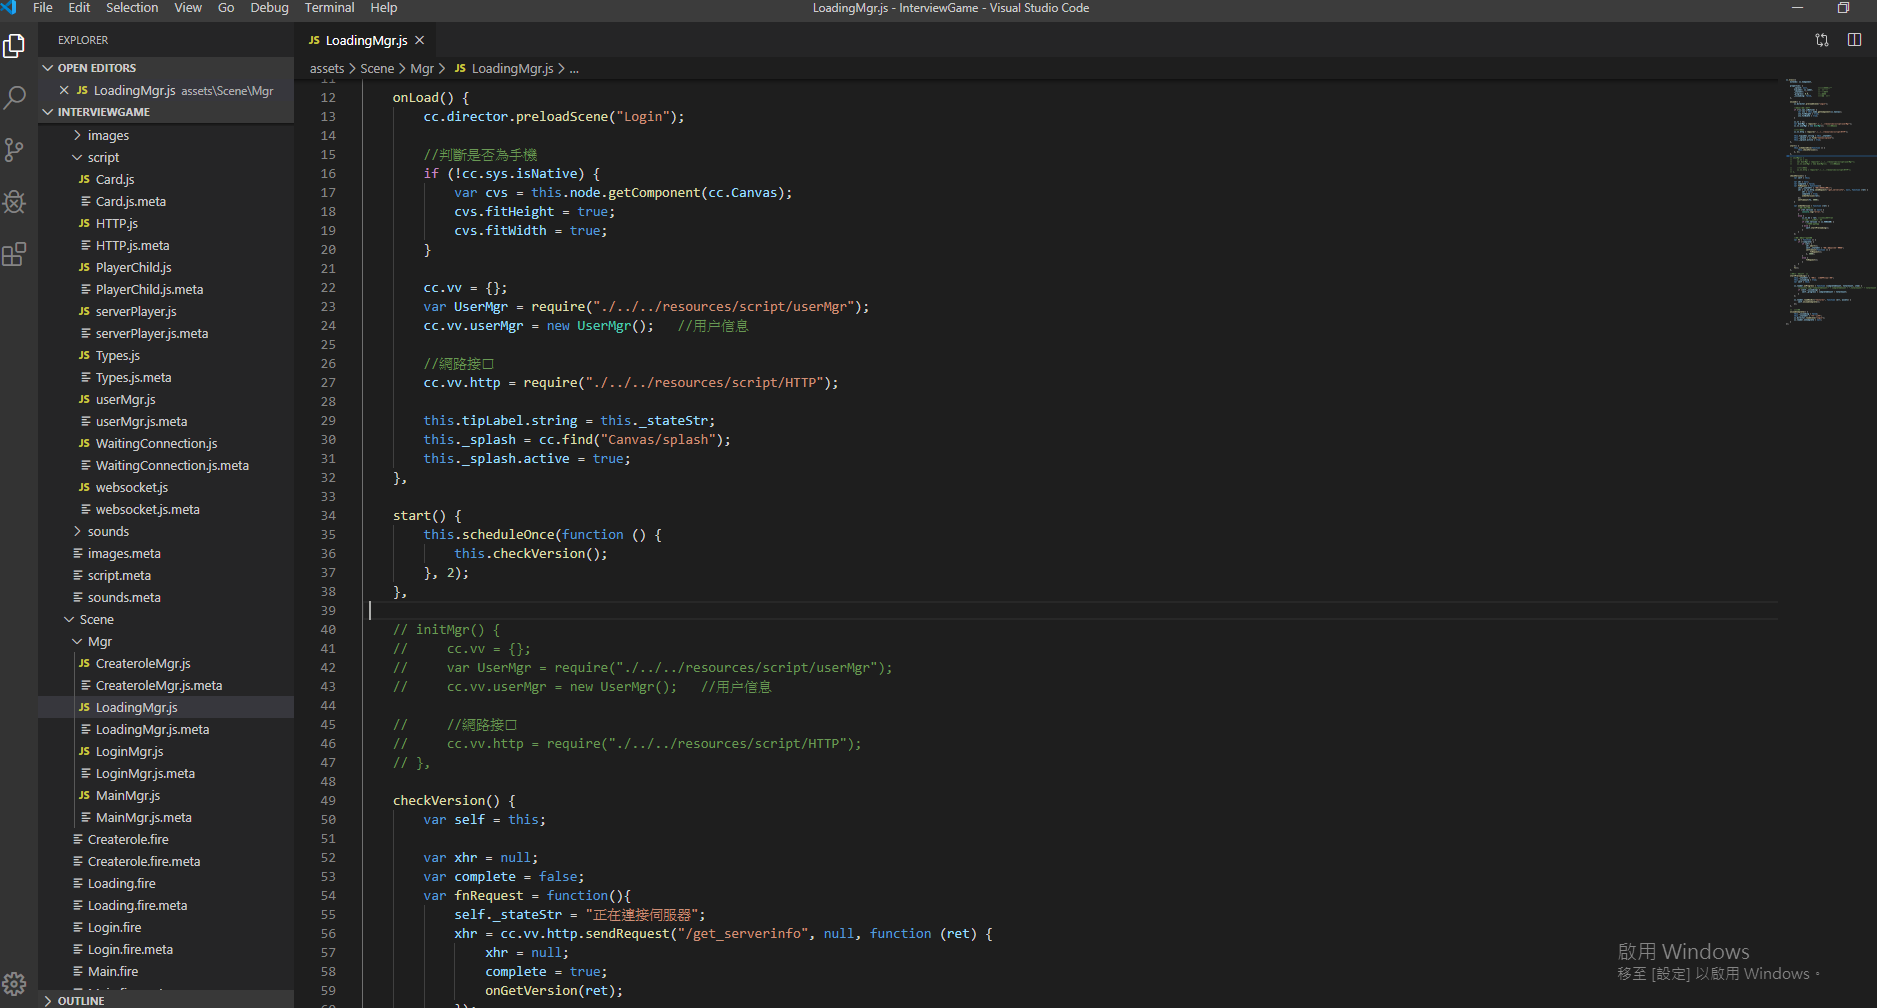 File Edit Selection View Go Debug Terminal Help
LoadingMgr.js - InterviewGame - Visual Studio Code
EXPLORER
OPEN EDITORS
JS LoadingMgr.js assets\Scene\Mgr
INTERVIEWGAME
images
script
JS Card.js
Card.js.meta
JS HTTP.js
HTTP.js.meta
JS PlayerChild.js
PlayerChild.js.meta
JS serverPlayer.js
serverPlayer.js.meta
JS Types.js
Types.js.meta
JS userMgr.js
userMgr.js.meta
JS WaitingConnection.js
WaitingConnection.js.meta
JS websocket.js
websocket.js.meta
sounds
images.meta
script.meta
sounds.meta
Scene
Mgr
JS CreateroleMgr.js
CreateroleMgr.js.meta
JS LoadingMgr.js
LoadingMgr.js.meta
JS LoginMgr.js
LoginMgr.js.meta
JS MainMgr.js
MainMgr.js.meta
Createrole.fire
Createrole.fire.meta
Loading.fire
Loading.fire.meta
Login.fire
Login.fire.meta
Main.fire
OUTLINE
JS LoadingMgr.js
assets > Scene > Mgr > JS LoadingMgr.js > ...
11
12 onLoad() {
13 cc.director.preloadScene("Login");
14
15 //判斷是否為手機
16 if (!cc.sys.isNative) {
17 var cvs = this.node.getComponent(cc.Canvas);
18 cvs.fitHeight = true;
19 cvs.fitWidth = true;
20 }
21
22 cc.vv = {};
23 var UserMgr = require("./../../resources/script/userMgr");
24 cc.vv.userMgr = new UserMgr(); //用户信息
25
26 //網路接口
27 cc.vv.http = require("./../../resources/script/HTTP");
28
29 this.tipLabel.string = this._stateStr;
30 this._splash = cc.find("Canvas/splash");
31 this._splash.active = true;
32 },
33
34 start() {
35 this.scheduleOnce(function () {
36 this.checkVersion();
37 }, 2);
38 },
39
40 // initMgr() {
41 // cc.vv = {};
42 // var UserMgr = require("./../../resources/script/userMgr");
43 // cc.vv.userMgr = new UserMgr(); //用户信息
44
45 // //網路接口
46 // cc.vv.http = require("./../../resources/script/HTTP");
47 // },
48
49 checkVersion() {
50 var self = this;
51
52 var xhr = null;
53 var complete = false;
54 var fnRequest = function(){
55 self._stateStr = "正在連接伺服器";
56 xhr = cc.vv.http.sendRequest("/get_serverinfo", null, function (ret) {
57 xhr = null;
58 complete = true;
59 onGetVersion(ret);
啟用 Windows
移至 [設定] 以啟用 Windows。